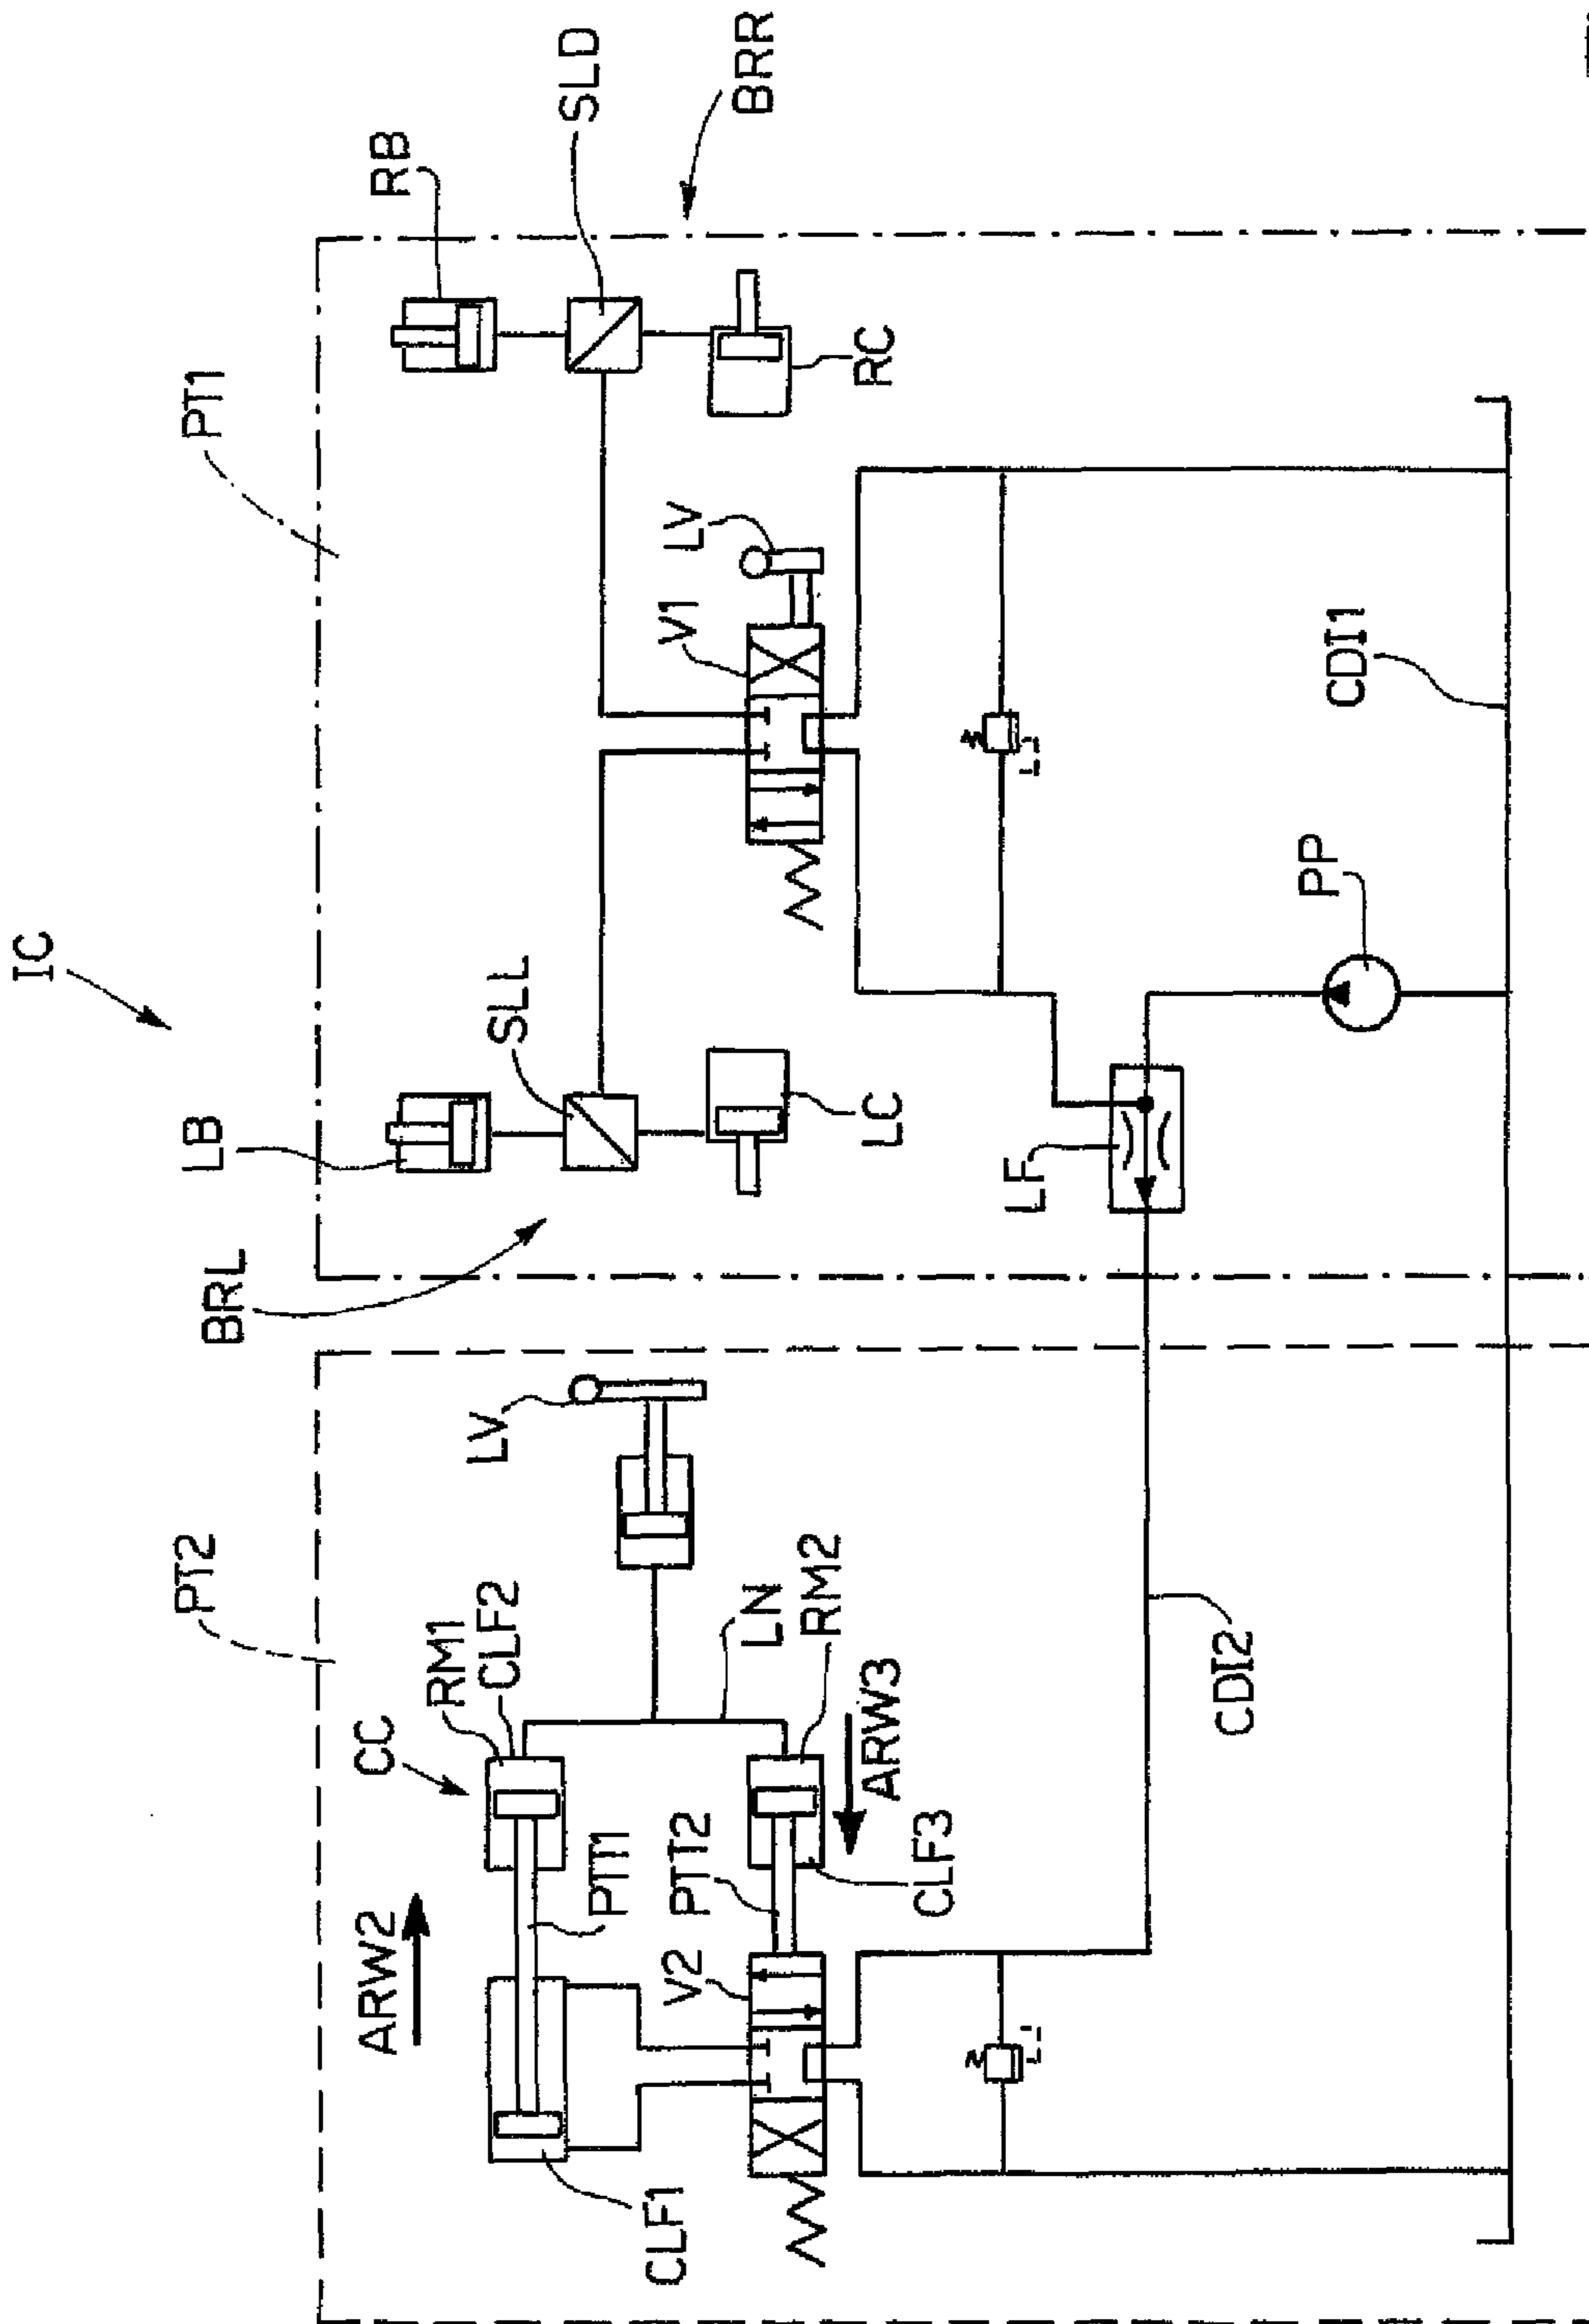 IC
PT1
PT2
BRR
SLD
RB
RC
LV
V1
SLL
LB
LC
BRL
LF
PP
CDI1
LV
RM1
CLF2
CC
LN
RM2
ARW3
ARW2
PTT1
PTT2
CLF3
V2
CLF1
CDI2